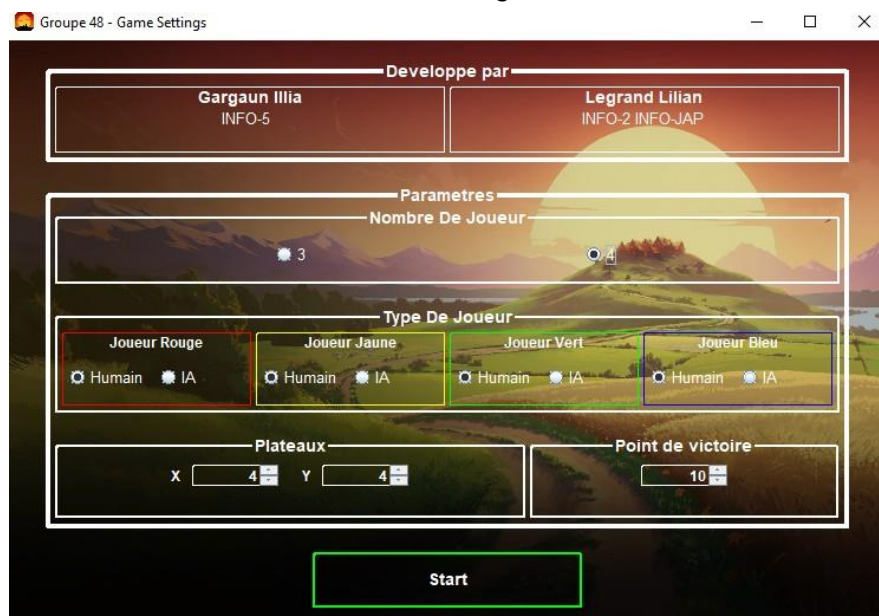 Groupe 48 - Game Settings
Developpe par
Gargaun Illia
INFO-5
Legrand Lilian
INFO-2 INFO-JAP
Parametres
Nombre De Joueur
3
4
Type De Joueur
Joueur Rouge
Humain IA
Joueur Jaune
Humain IA
Joueur Vert
Humain IA
Joueur Bleu
Humain IA
Plateaux
X 4 Y 4
Point de victoire
10
Start